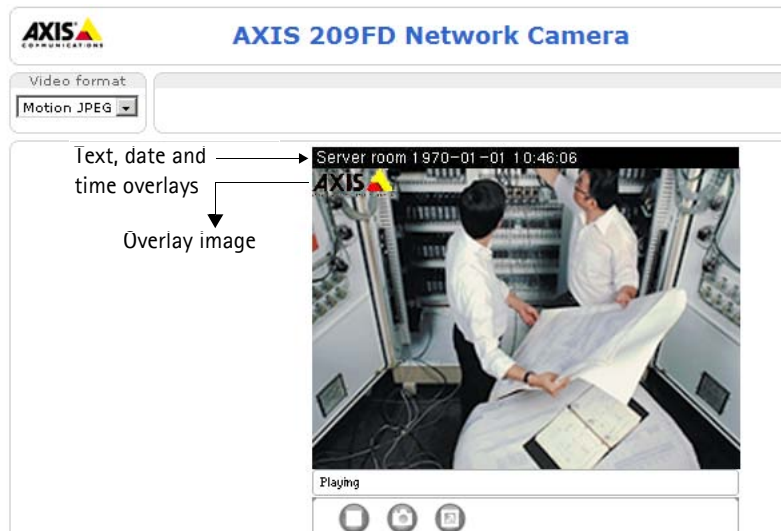 AXIS
COMMUNICATIONS
AXIS 209FD Network Camera
Video format
Motion JPEG
Text, date and
time overlays
Overlay image
Server room 1970-01-01 10:46:06
AXIS
Playing